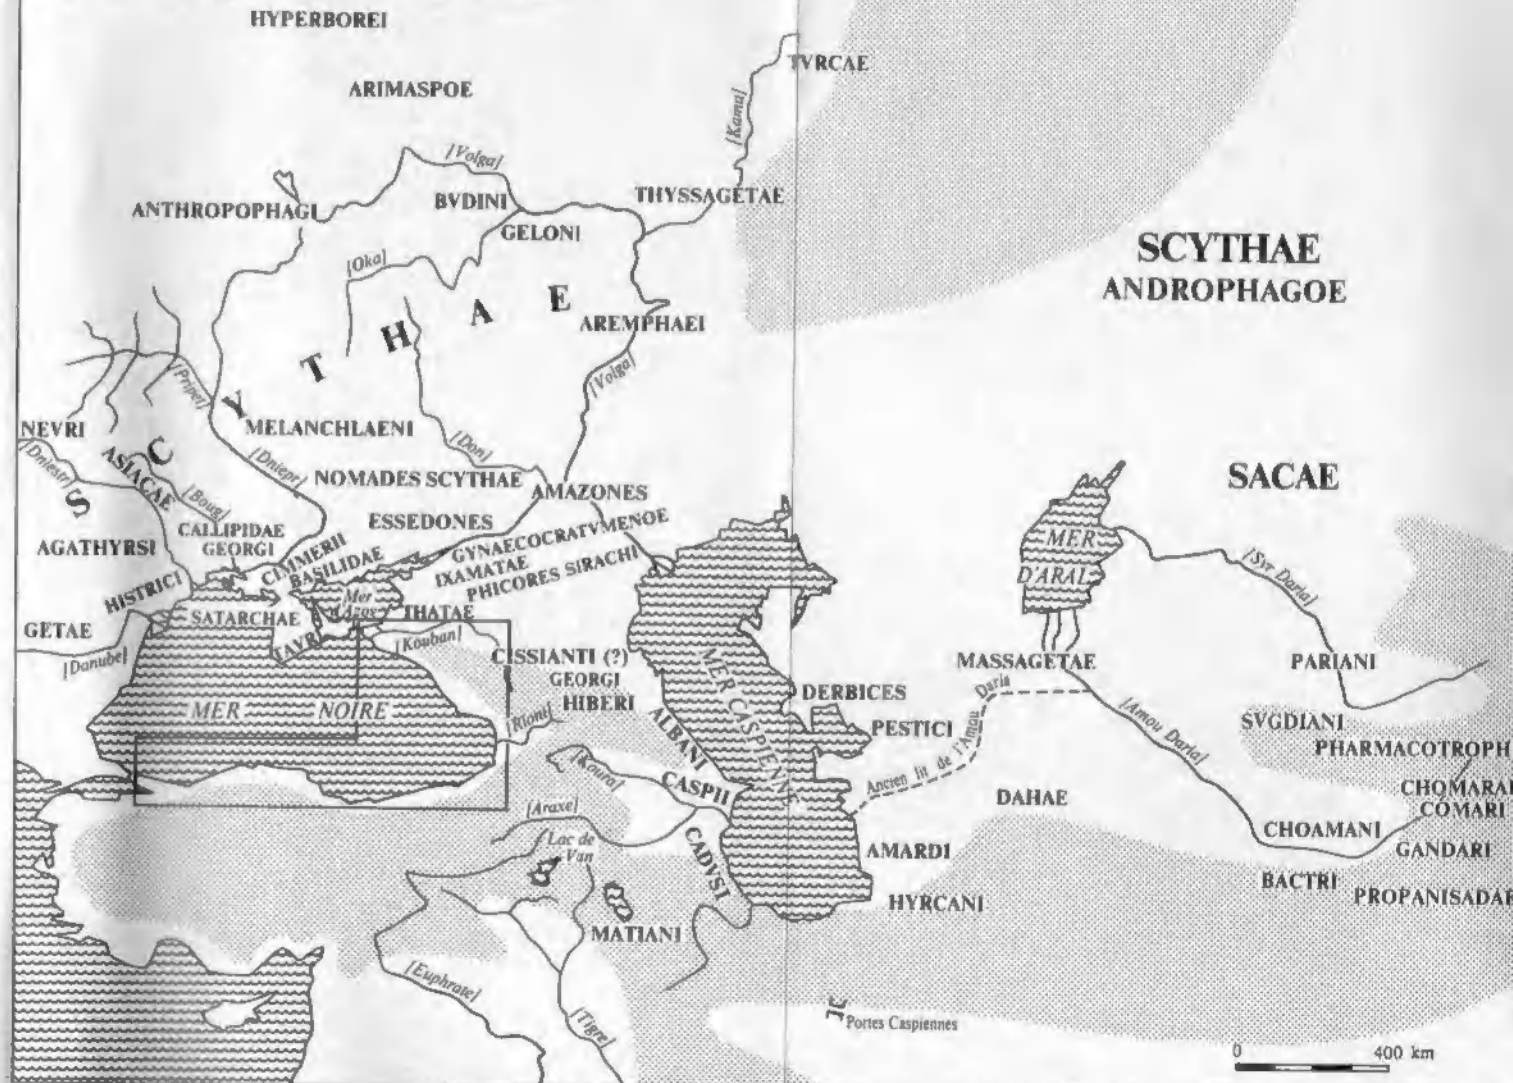 HYPERBOREI
ARIMASPOE
TVRCAE
[Kama]
[Volga]
ANTHROPOPHAGI
BVDINI
THYSSAGETAE
GELONI
[Oka]
SCYTHAE
ANDROPHAGOE
S C Y T H A E
AREMPHAEI
[Volga]
[Pripet]
NEVRI
MELANCHLAENI
[Don]
[Dniestr]
ASIACAE
[Boug]
[Dniepr]
NOMADES SCYTHAE
AMAZONES
SACAE
CALLIPIDAE
GEORGI
ESSEDONES
AGATHYRSI
CIMMERII
BASILIDAE
GYNAECOCRATVMENOE
IXAMATAE
PHICORES SIRACHI
MER
D'ARAL
[Syr Daria]
HISTRICI
SATARCHAE
Mer
d'Azov
THATAE
GETAE
TAVRI
[Kouban]
[Danube]
CISSIANTI (?)
GEORGI
HIBERI
MASSAGETAE
PARIANI
MER NOIRE
[Rioni]
MER CASPIENNE
DERBICES
PESTICI
Ancien lit de l'Amou Daria
[Amou Daria]
SVGDIANI
PHARMACOTROPH
ALBANI
[Koura]
CASPII
CHOMARAE
COMARI
DAHAE
[Araxe]
Lac de
Van
CADVSI
AMARDI
CHOAMANI
GANDARI
BACTRI
PROPANISADAE
HYRCANI
MATIANI
[Euphrate]
[Tigre]
Portes Caspiennes
0 400 km